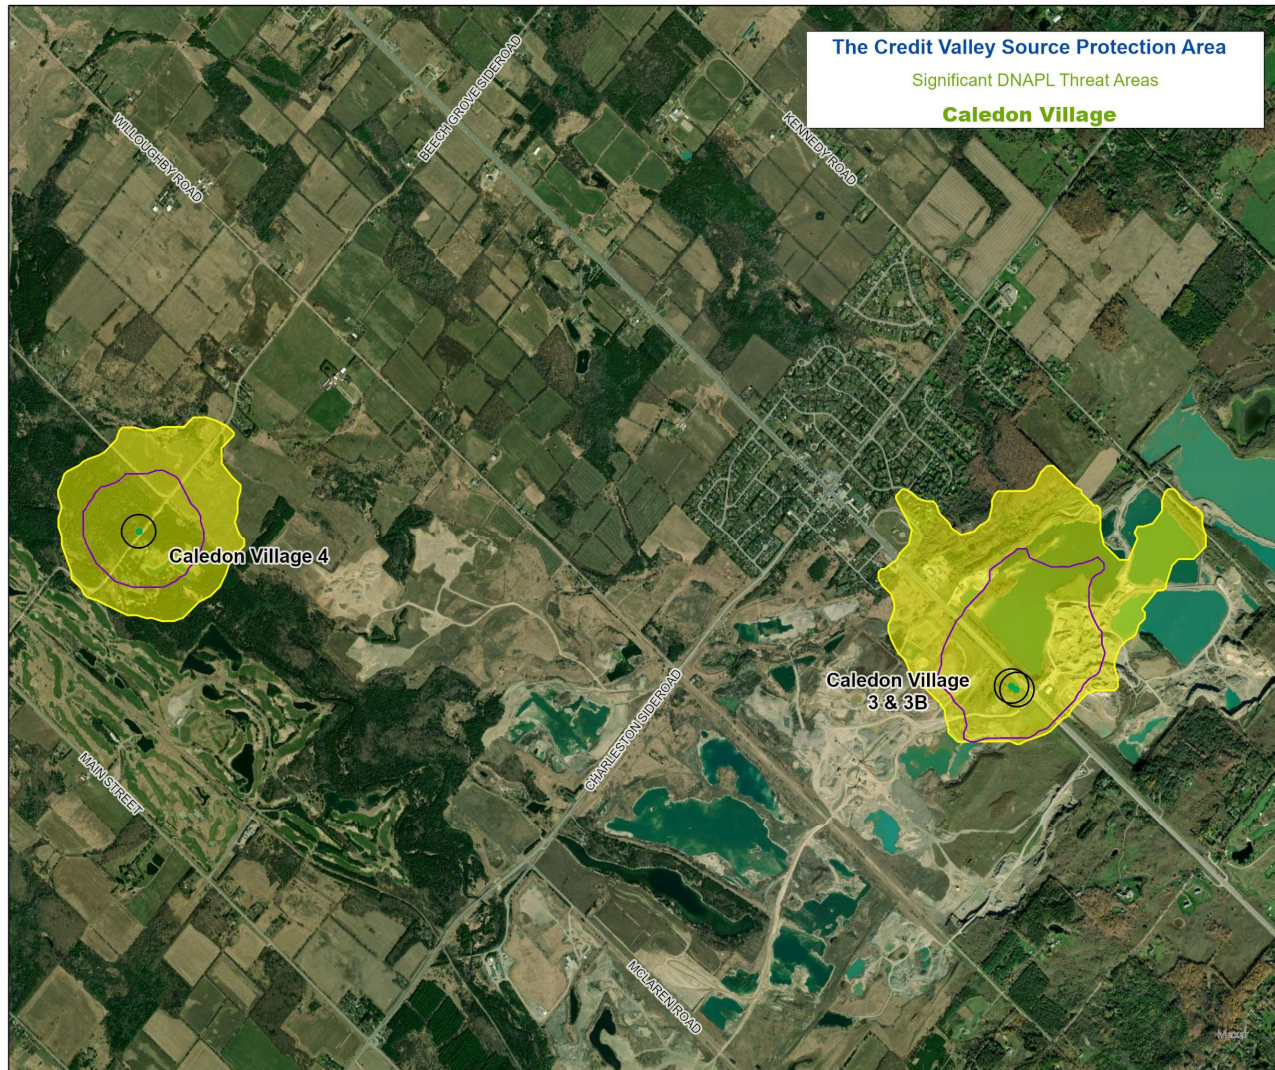 The Credit Valley Source Protection Area
Significant DNAPL Threat Areas
Caledon Village
WILLOUGHBY ROAD
BEECH GROVE SIDEROAD
KENNEDY ROAD
Caledon Village 4
Caledon Village
3 & 3B
CHARLESTON SIDEROAD
MAIN STREET
MCLAREN ROAD
Maxar